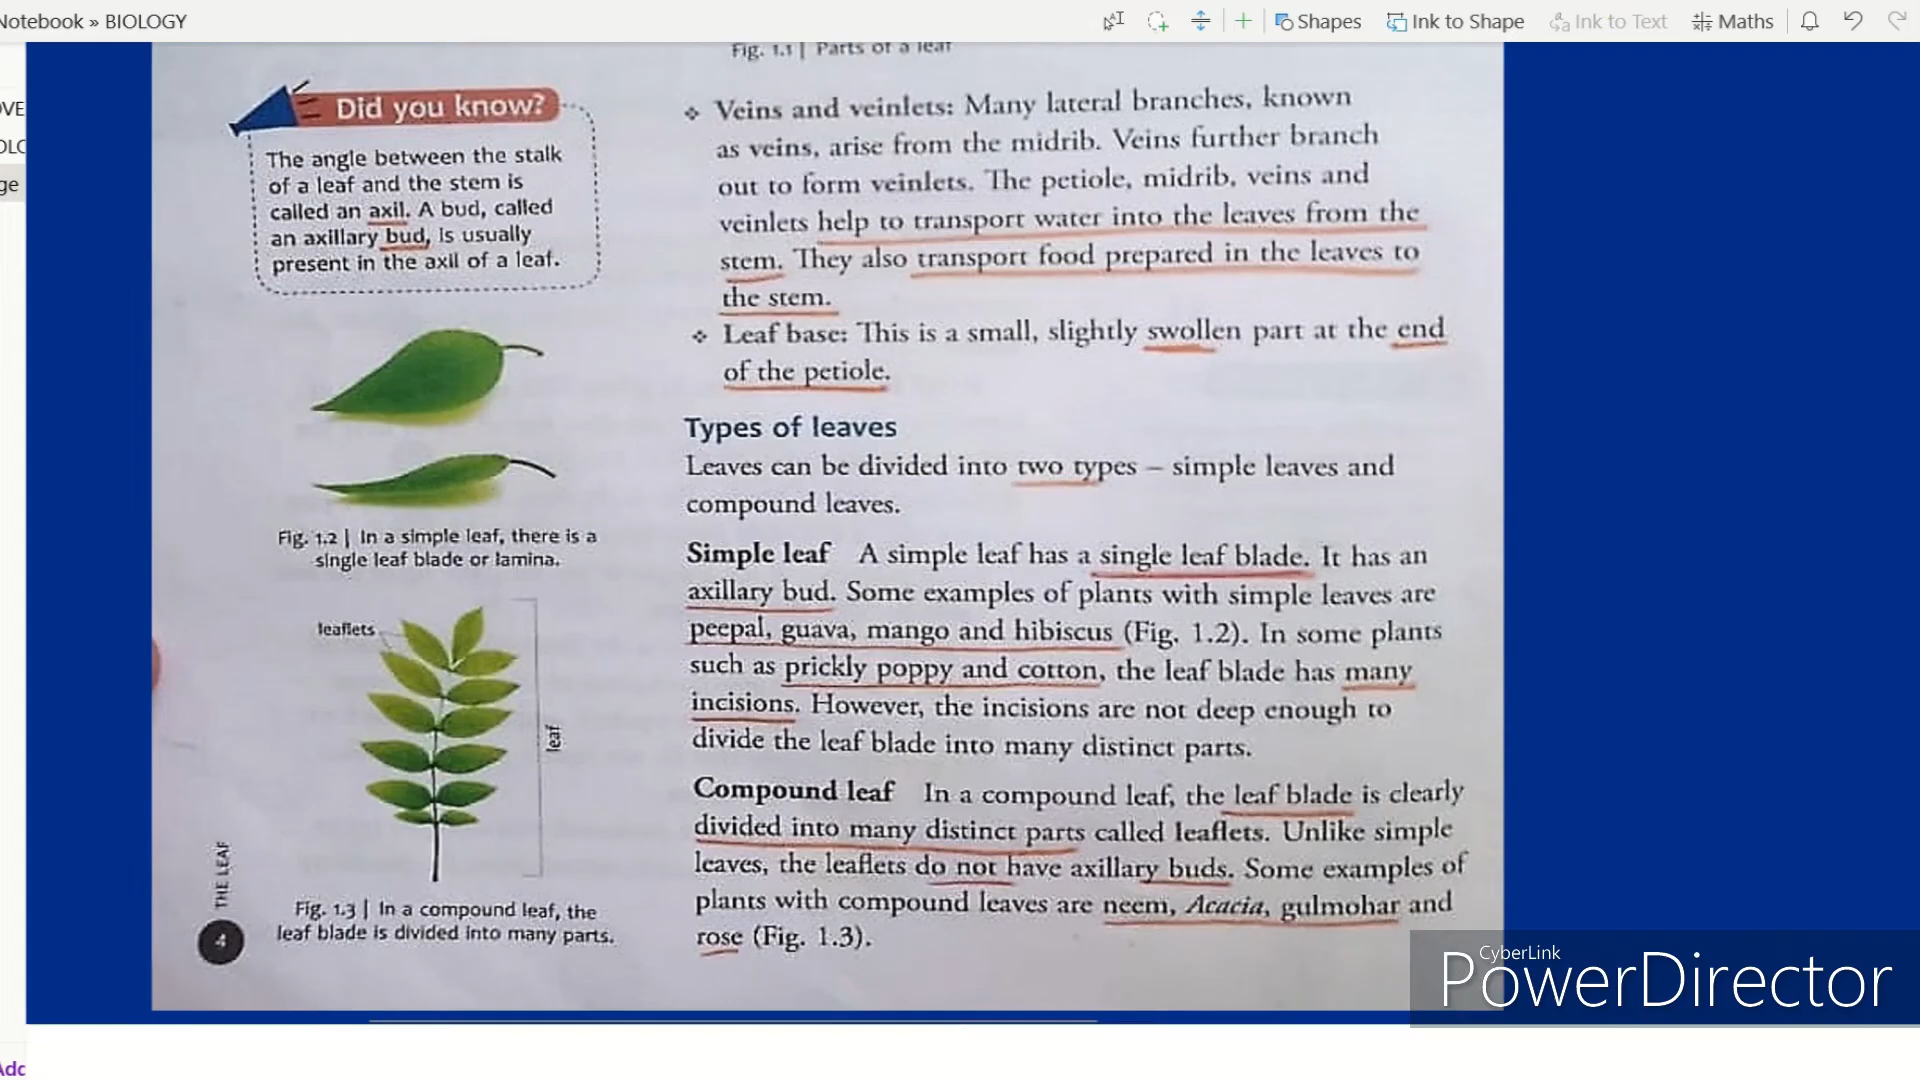 Notebook » BIOLOGY
Shapes
Ink to Shape
Ink to Text
Maths
Fig. 1.1 | Parts of a leaf
Did you know?
The angle between the stalk
of a leaf and the stem is
called an axil. A bud, called
an axillary bud, is usually
present in the axil of a leaf.
Fig. 1.2 | In a simple leaf, there is a
single leaf blade or lamina.
leaflets
leaf
Fig. 1.3 | In a compound leaf, the
leaf blade is divided into many parts.
THE LEAF
4
❖ Veins and veinlets: Many lateral branches, known
as veins, arise from the midrib. Veins further branch
out to form veinlets. The petiole, midrib, veins and
veinlets help to transport water into the leaves from the
stem. They also transport food prepared in the leaves to
the stem.
❖ Leaf base: This is a small, slightly swollen part at the end
of the petiole.
Types of leaves
Leaves can be divided into two types – simple leaves and
compound leaves.
Simple leaf A simple leaf has a single leaf blade. It has an
axillary bud. Some examples of plants with simple leaves are
peepal, guava, mango and hibiscus (Fig. 1.2). In some plants
such as prickly poppy and cotton, the leaf blade has many
incisions. However, the incisions are not deep enough to
divide the leaf blade into many distinct parts.
Compound leaf In a compound leaf, the leaf blade is clearly
divided into many distinct parts called leaflets. Unlike simple
leaves, the leaflets do not have axillary buds. Some examples of
plants with compound leaves are neem, Acacia, gulmohar and
rose (Fig. 1.3).
CyberLink
PowerDirector